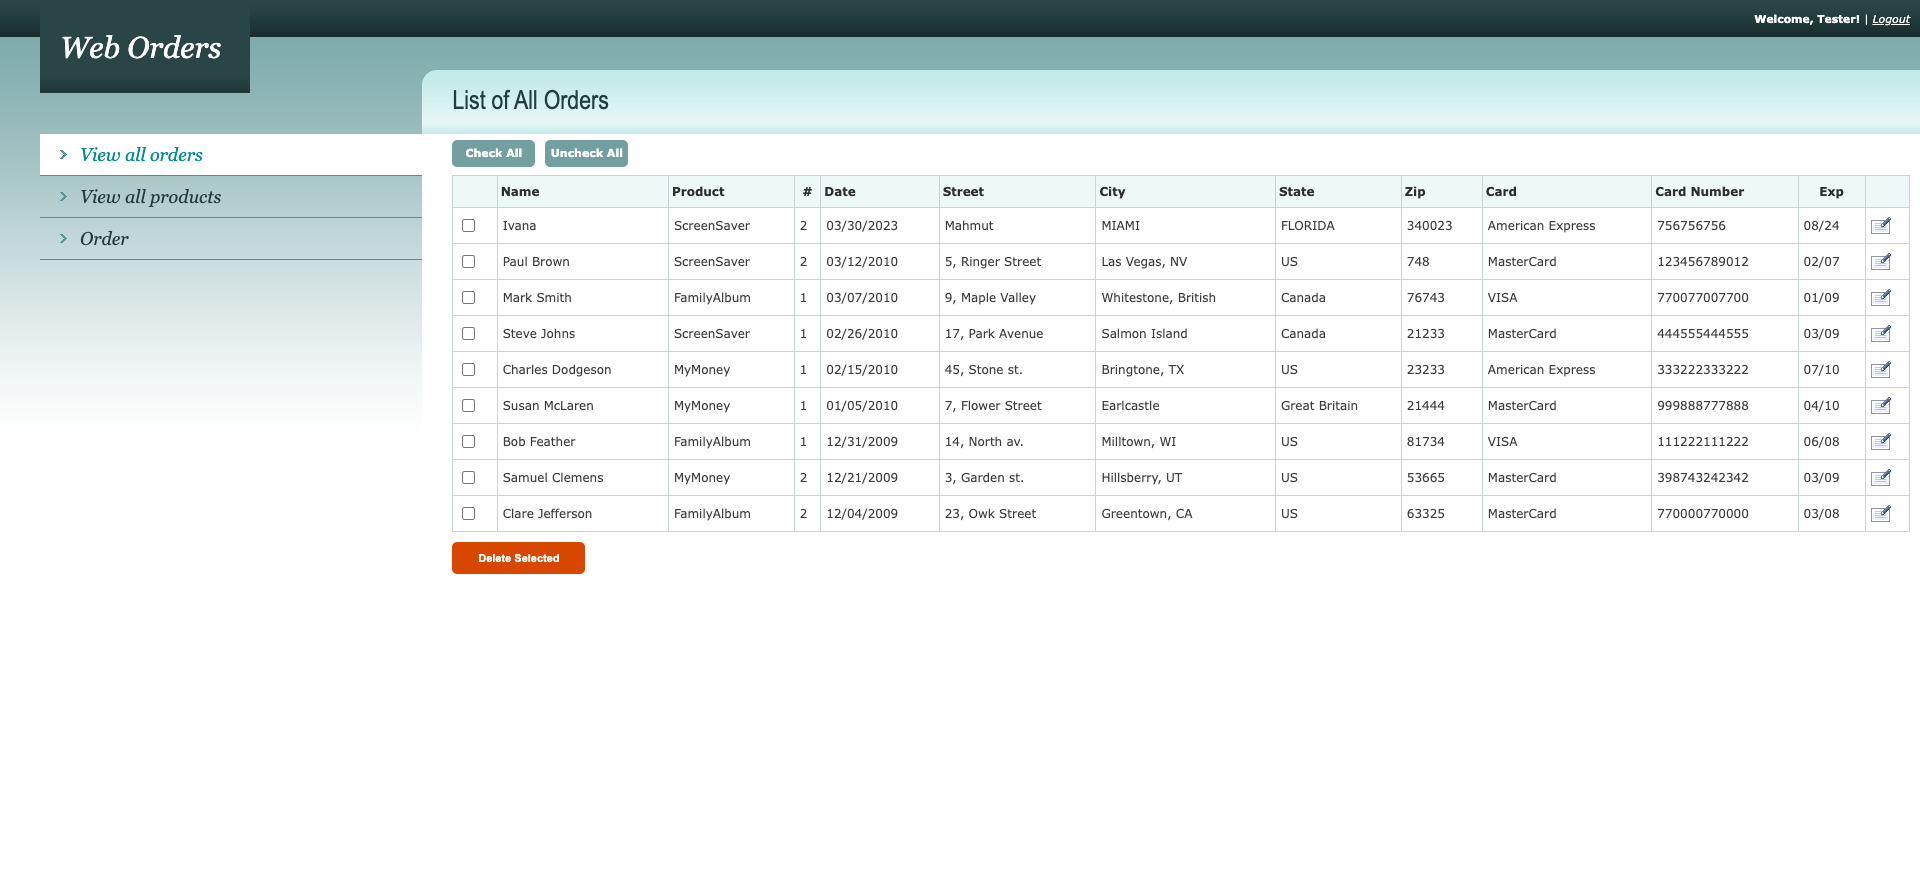 Welcome, Tester! | Logout
Web Orders
List of All Orders
View all orders
View all products
Order
Check All Uncheck All
Name Product # Date Street City State Zip Card Card Number Exp
Ivana ScreenSaver 2 03/30/2023 Mahmut MIAMI FLORIDA 340023 American Express 756756756 08/24
Paul Brown ScreenSaver 2 03/12/2010 5, Ringer Street Las Vegas, NV US 748 MasterCard 123456789012 02/07
Mark Smith FamilyAlbum 1 03/07/2010 9, Maple Valley Whitestone, British Canada 76743 VISA 770077007700 01/09
Steve Johns ScreenSaver 1 02/26/2010 17, Park Avenue Salmon Island Canada 21233 MasterCard 444555444555 03/09
Charles Dodgeson MyMoney 1 02/15/2010 45, Stone st. Bringtone, TX US 23233 American Express 333222333222 07/10
Susan McLaren MyMoney 1 01/05/2010 7, Flower Street Earlcastle Great Britain 21444 MasterCard 999888777888 04/10
Bob Feather FamilyAlbum 1 12/31/2009 14, North av. Milltown, WI US 81734 VISA 111222111222 06/08
Samuel Clemens MyMoney 2 12/21/2009 3, Garden st. Hillsberry, UT US 53665 MasterCard 398743242342 03/09
Clare Jefferson FamilyAlbum 2 12/04/2009 23, Owk Street Greentown, CA US 63325 MasterCard 770000770000 03/08
Delete Selected